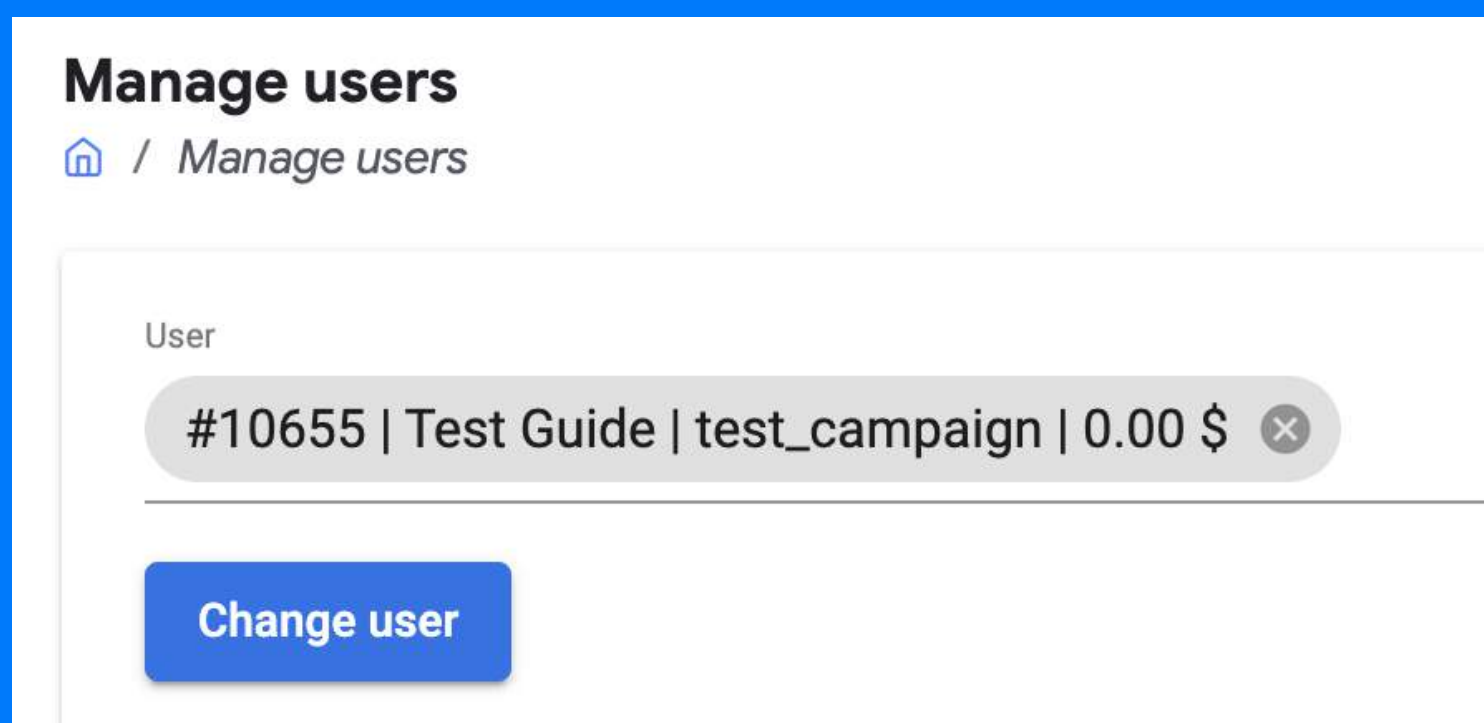 Manage users
/ Manage users
User
#10655 | Test Guide | test_campaign | 0.00 $
Change user